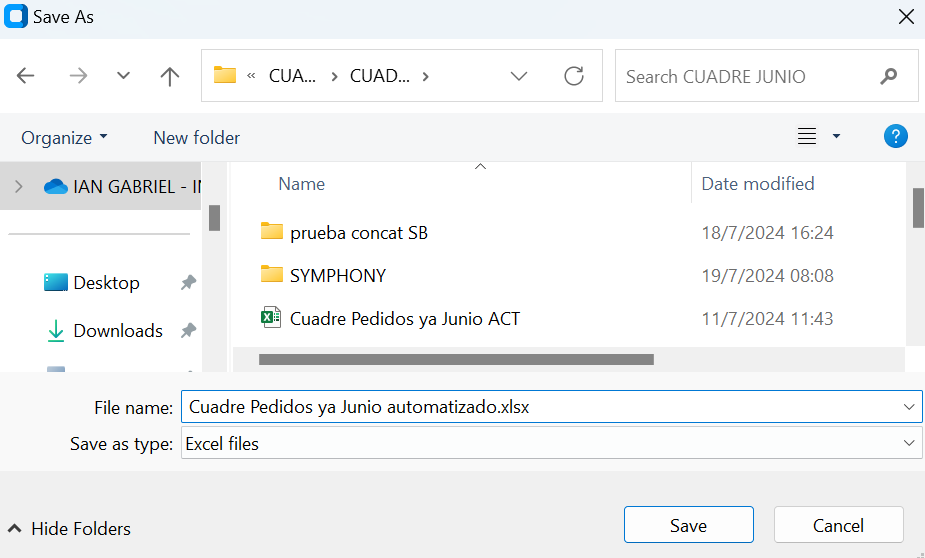 Save As
« CUA... > CUAD... >
Search CUADRE JUNIO
Organize
New folder
?
IAN GABRIEL - I
Name
Date modified
prueba concat SB
18/7/2024 16:24
SYMPHONY
19/7/2024 08:08
Desktop
Cuadre Pedidos ya Junio ACT
11/7/2024 11:43
Downloads
File name:
Cuadre Pedidos ya Junio automatizado.xlsx
Save as type:
Excel files
Hide Folders
Save
Cancel